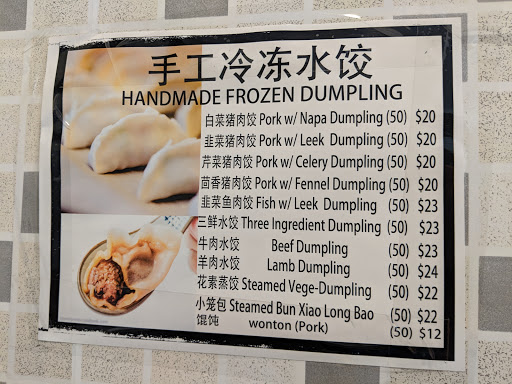 手工冷冻水饺
HANDMADE FROZEN DUMPLING
白菜猪肉饺 Pork w/ Napa Dumpling (50) $20
韭菜猪肉饺 Pork w/ Leek Dumpling (50) $20
芹菜猪肉饺 Pork w/ Celery Dumpling (50) $20
茴香猪肉饺 Pork w/ Fennel Dumpling (50) $20
韭菜鱼肉饺 Fish w/ Leek Dumpling (50) $23
三鲜水饺 Three Ingredient Dumpling (50) $23
牛肉水饺 Beef Dumpling (50) $23
羊肉水饺 Lamb Dumpling (50) $24
花素蒸饺 Steamed Vege-Dumpling (50) $22
小笼包 Steamed Bun Xiao Long Bao (50) $22
馄饨 wonton (Pork) (50) $12